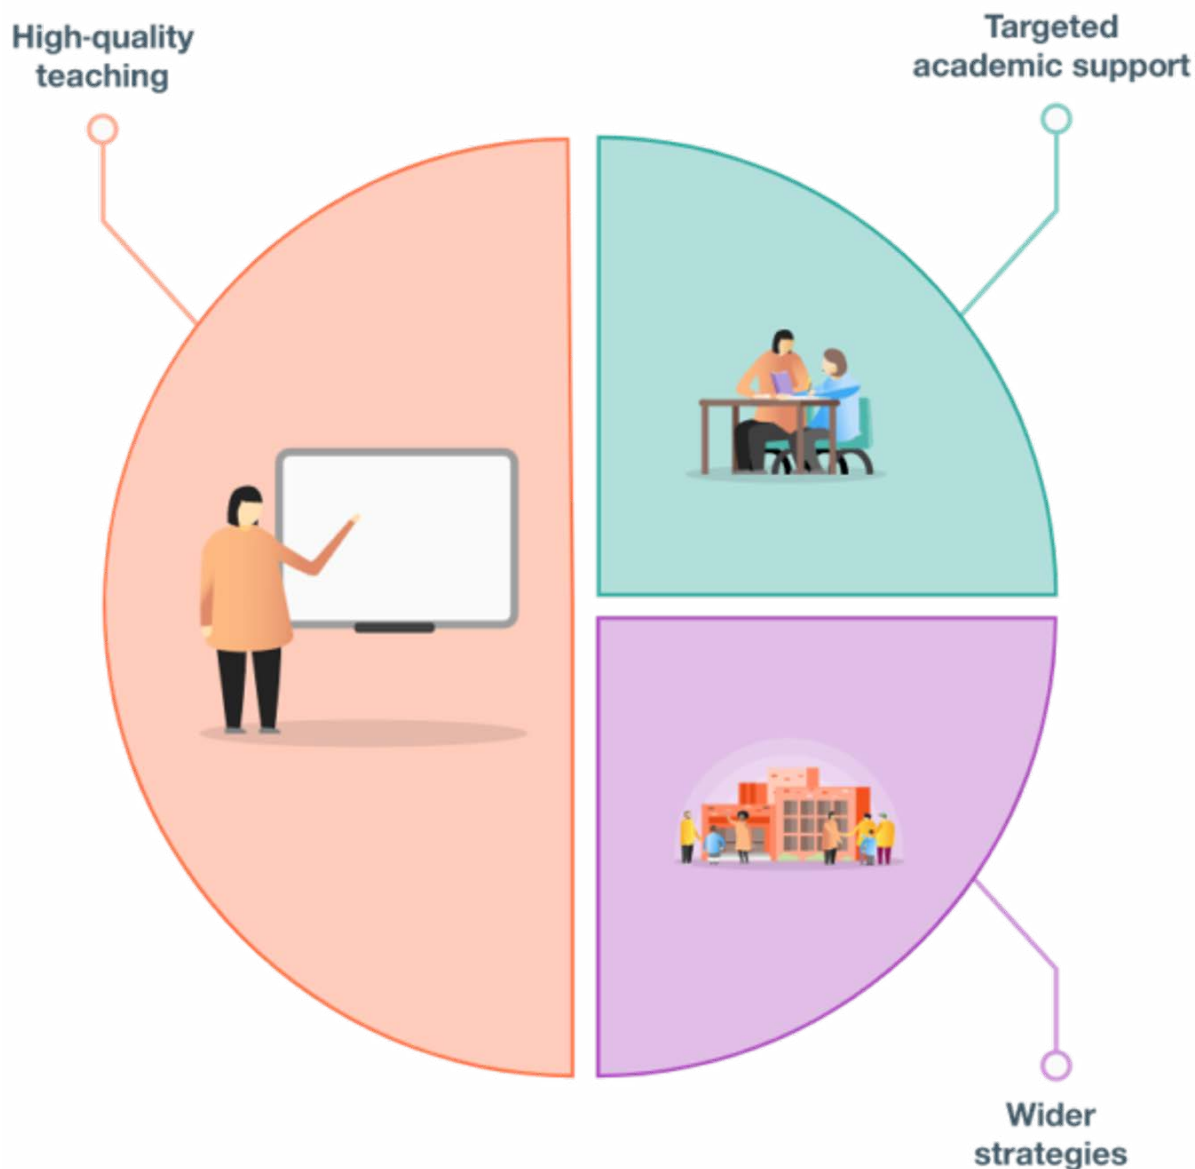 High-quality
teaching
Targeted
academic support
Wider
strategies